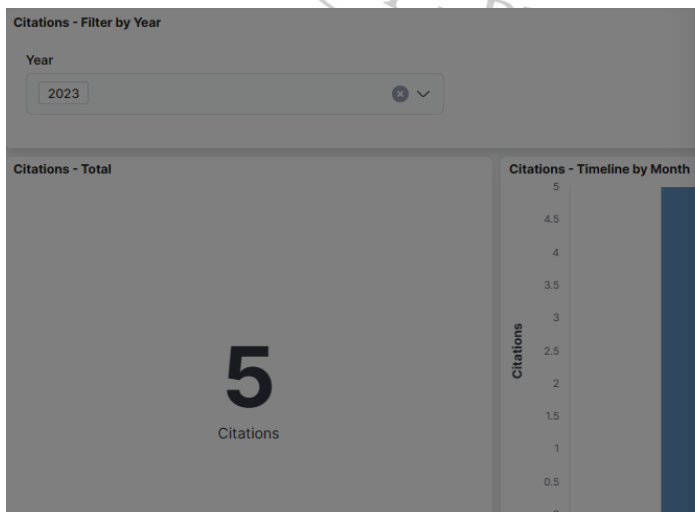 Citations - Filter by Year
Year
2023
Citations - Total
5
Citations
Citations - Timeline by Month
5
4.5
4
3.5
3
2.5
2
1.5
1
0.5
Citations